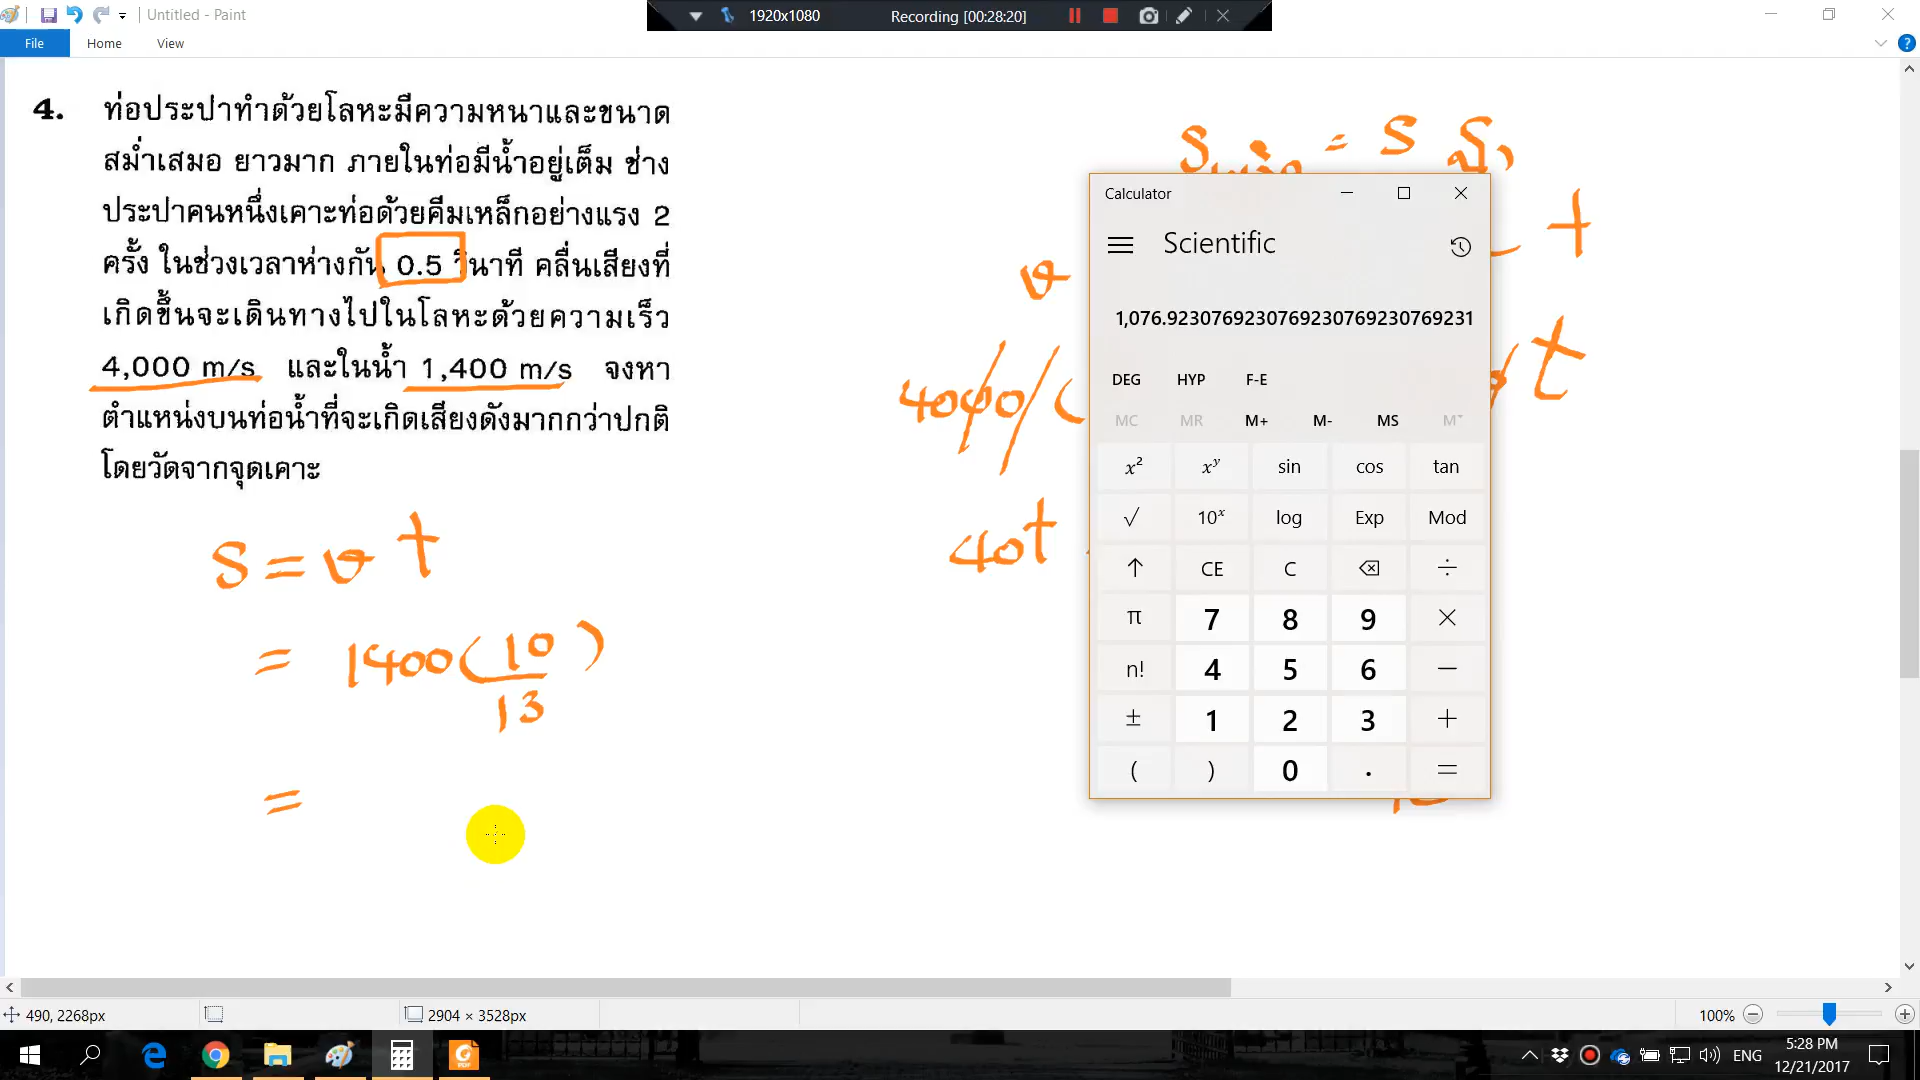 Untitled - Paint
1920x1080
Recording [00:28:20]
File
Home
View
4.
ท่อประปาทำด้วยโลหะมีความหนาและขนาด
สม่ำเสมอ ยาวมาก ภายในท่อมีน้ำอยู่เต็ม ช่าง
ประปาคนหนึ่งเคาะท่อด้วยคีมเหล็กอย่างแรง 2
ครั้ง ในช่วงเวลาห่างกัน 0.5 วินาที คลื่นเสียงที่
เกิดขึ้นจะเดินทางไปในโลหะด้วยความเร็ว
4,000 m/s และในน้ำ 1,400 m/s จงหา
ตำแหน่งบนท่อน้ำที่จะเกิดเสียงดังมากกว่าปกติ
โดยวัดจากจุดเคาะ
s = v t
= 1400 ( 10 )
13
=
= s
t
v
t
40t
Calculator
Scientific
1,076.923076923076923076923076923​1
DEG HYP F-E
MC MR M+ M- MS M˅
x² xʸ sin cos tan
√ 10ˣ log Exp Mod
↑ CE C ⌫ ÷
π 7 8 9 ×
n! 4 5 6 −
± 1 2 3 +
( ) 0 . =
490, 2268px
2904 × 3528px
100%
ENG
5:28 PM
12/21/2017